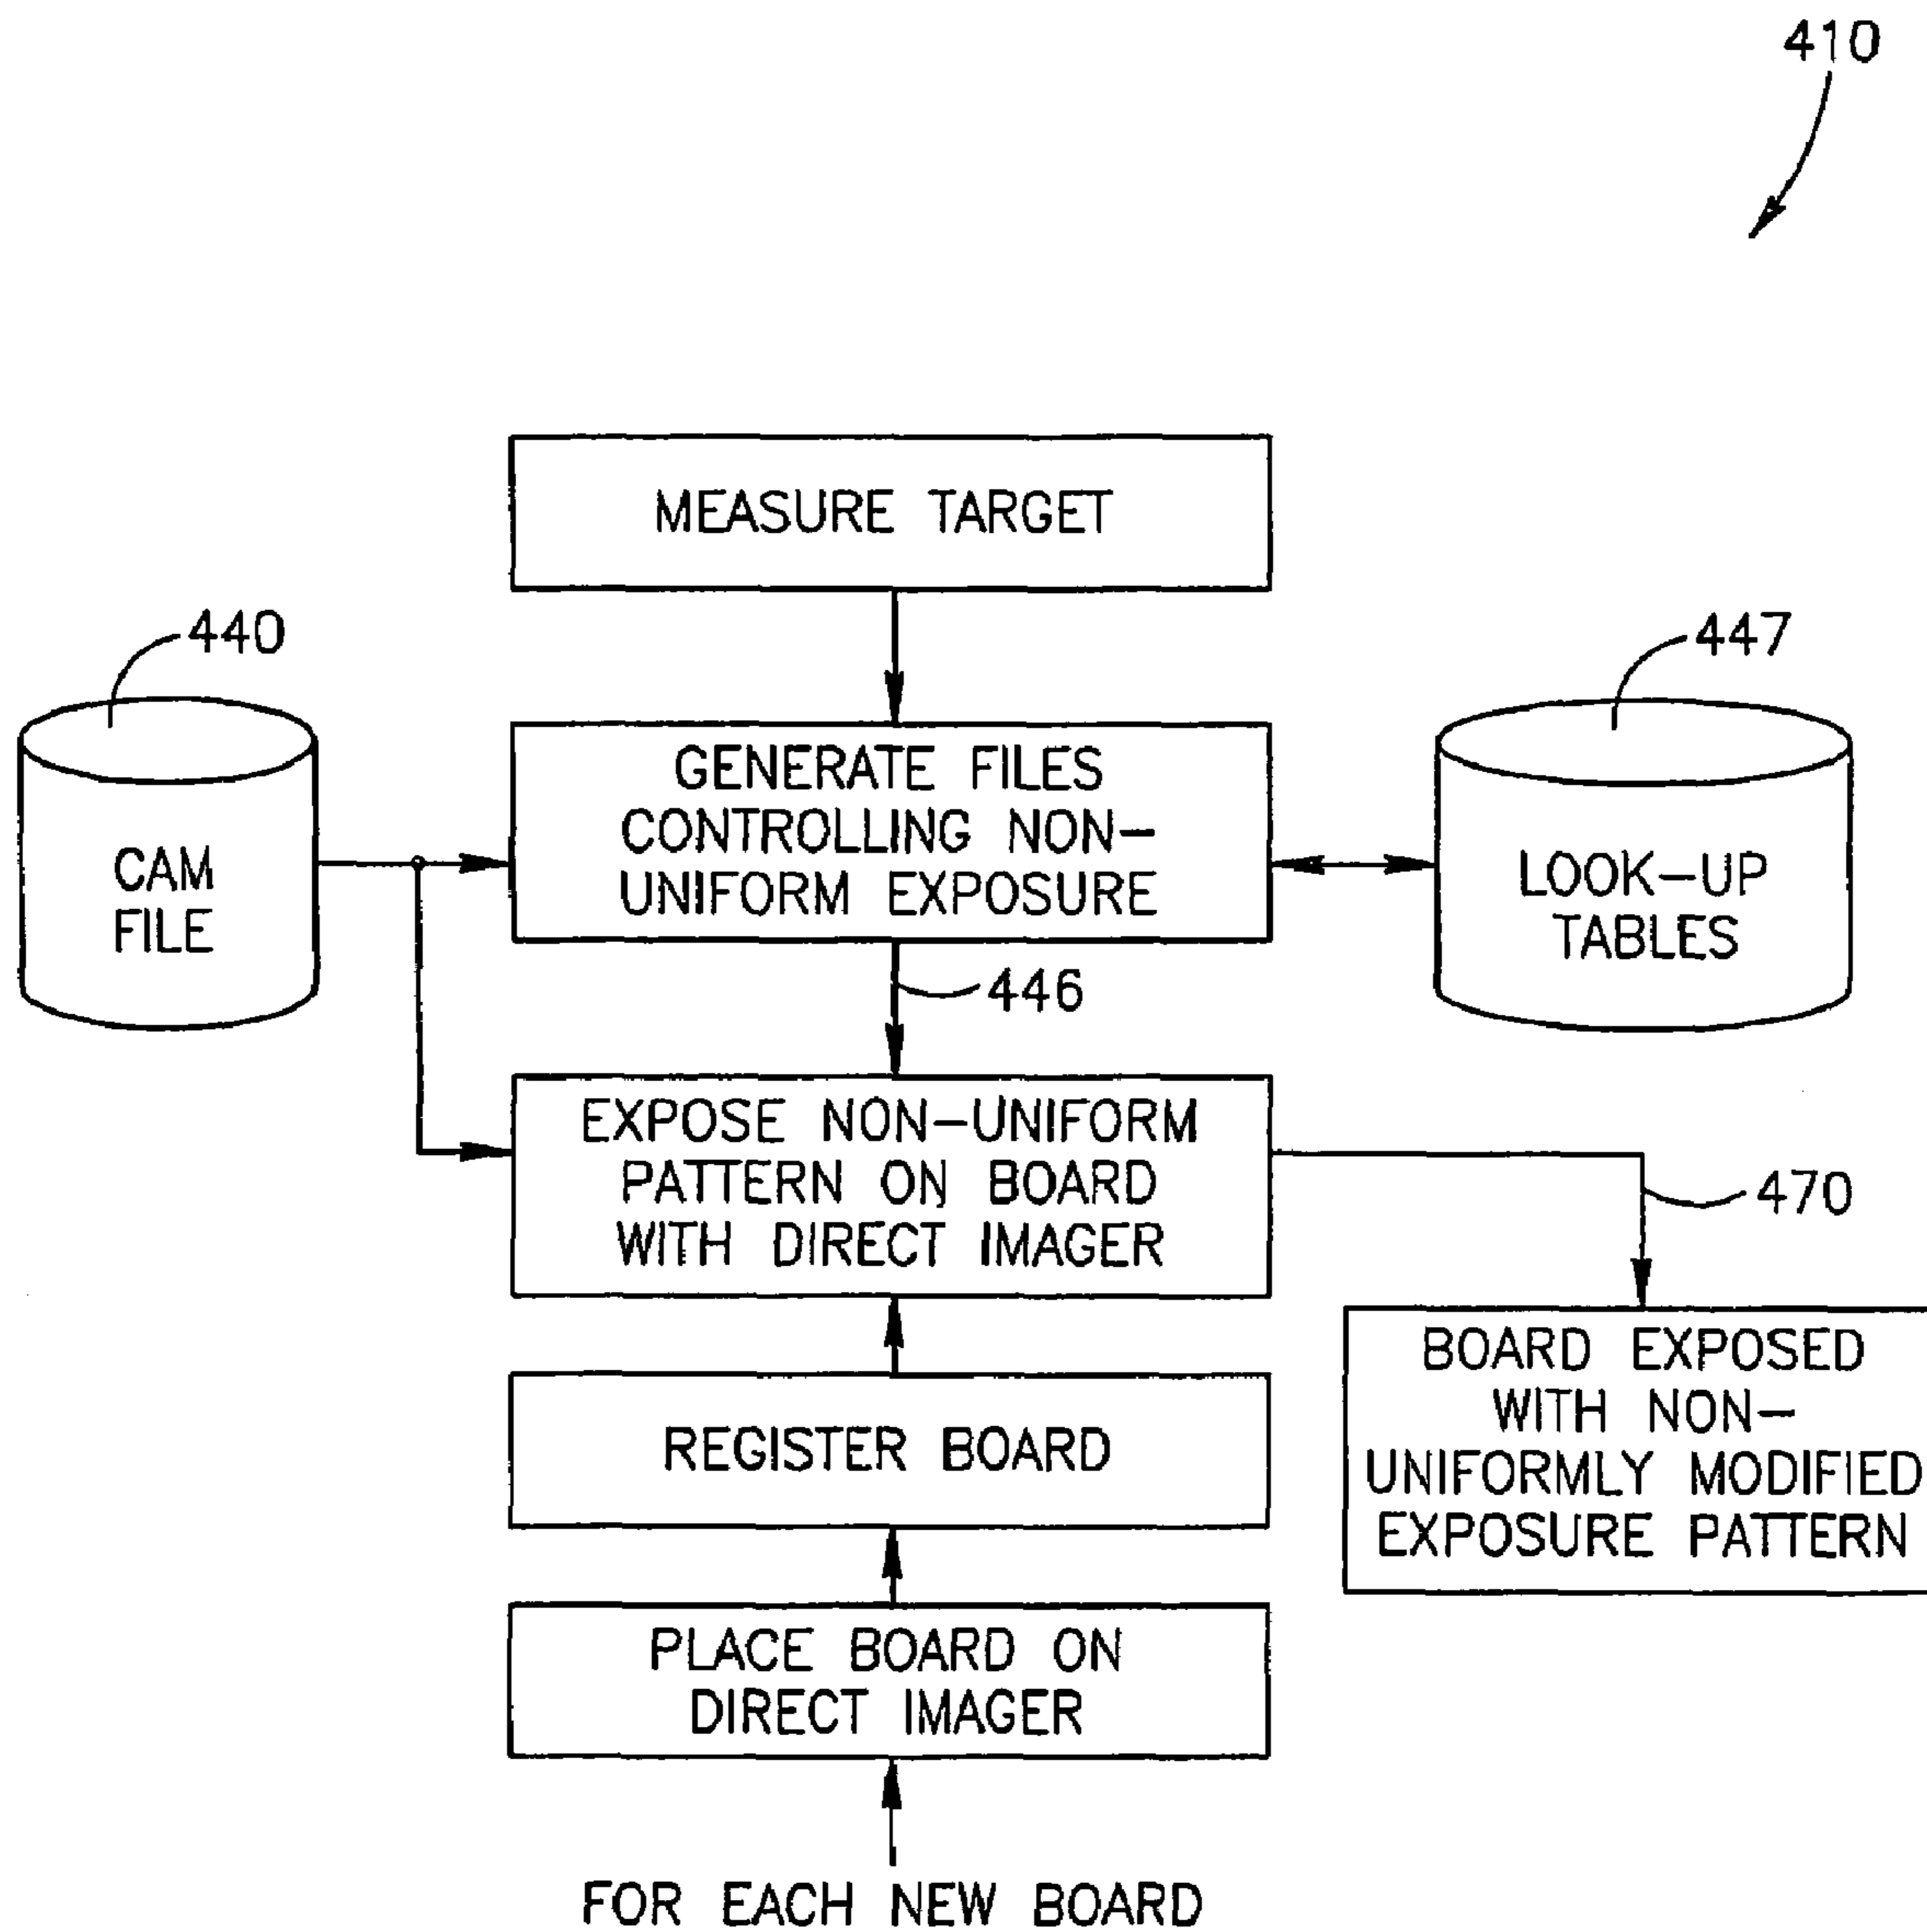 410
MEASURE TARGET
440
447
GENERATE FILES
CONTROLLING NON-
UNIFORM EXPOSURE
CAM
FILE
LOOK-UP
TABLES
446
EXPOSE NON-UNIFORM
PATTERN ON BOARD
WITH DIRECT IMAGER
470
BOARD EXPOSED
WITH NON-
UNIFORMLY MODIFIED
EXPOSURE PATTERN
REGISTER BOARD
PLACE BOARD ON
DIRECT IMAGER
FOR EACH NEW BOARD